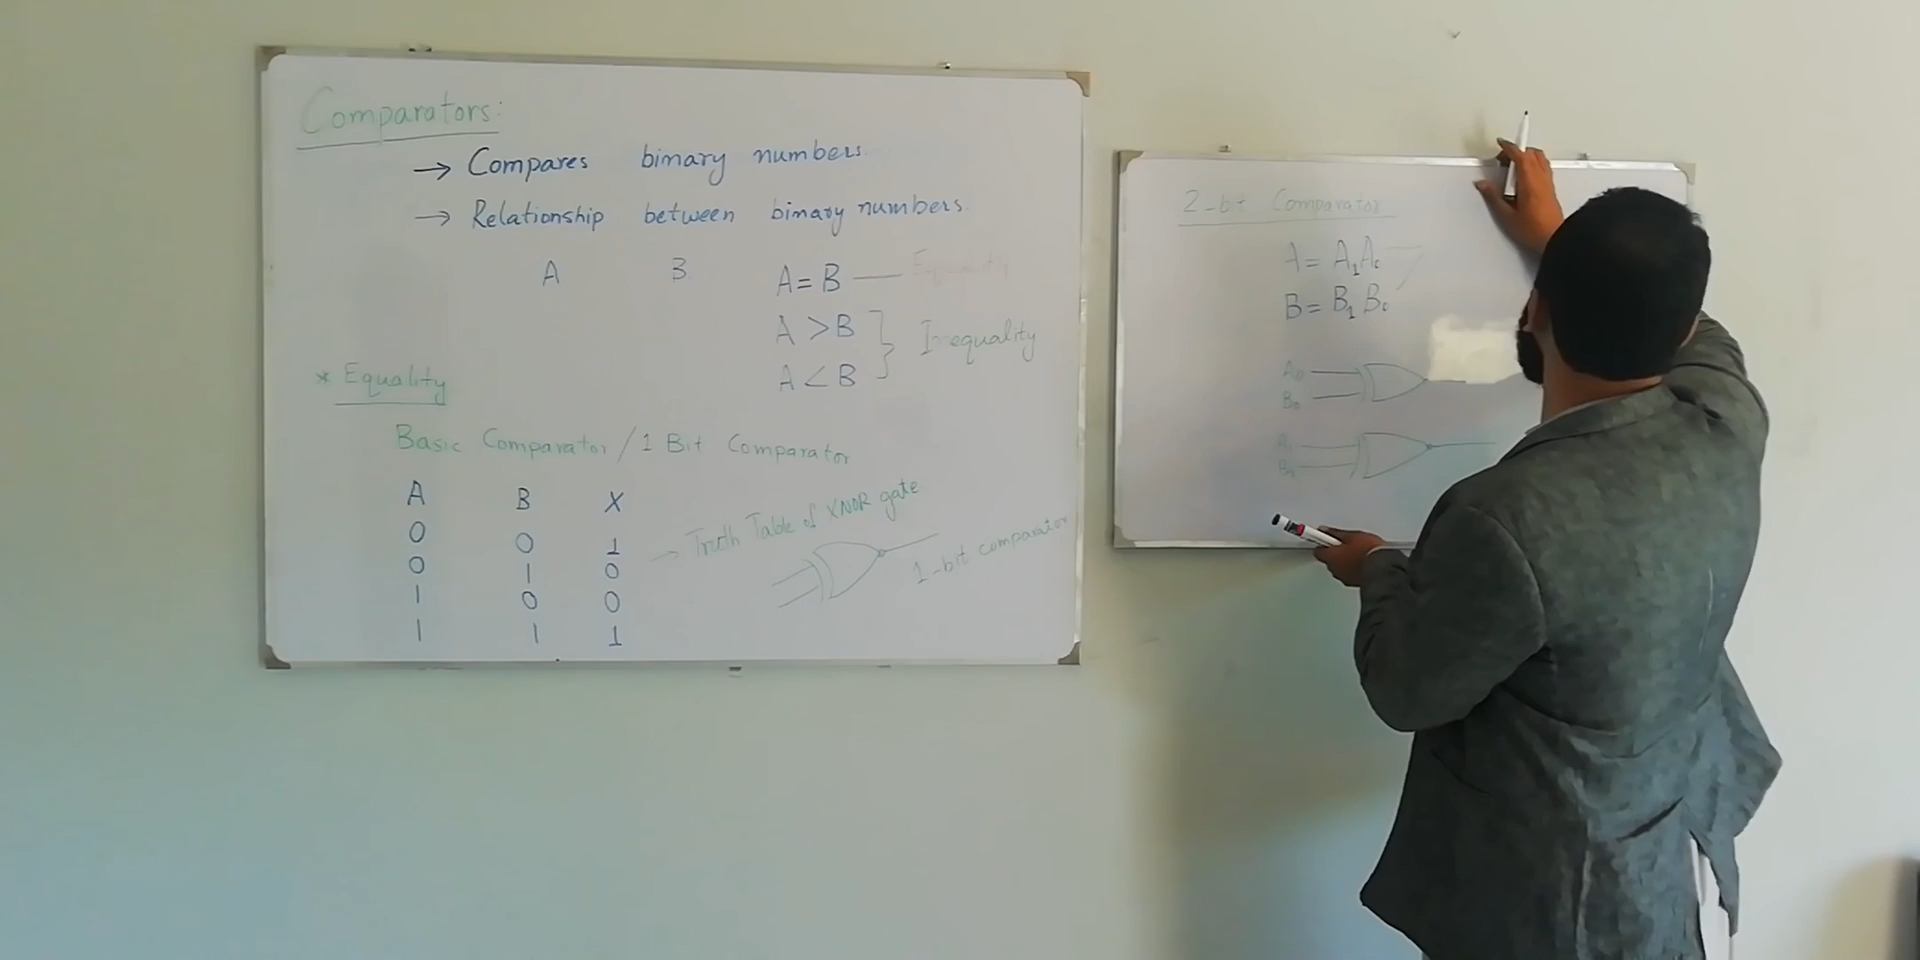 Comparators:
→ Compares binary numbers.
→ Relationship between binary numbers.
A B A=B — Equality
A >B
A <B
} Inequality
* Equality
Basic Comparator / 1 Bit Comparator
A B X
0 0 1
0 1 0
1 0 0
1 1 1
→ Truth Table of XNOR gate
1-bit comparator
2-bit Comparator
A= A₁A₀
B= B₁B₀
A₀
B₀
A₁
B₁